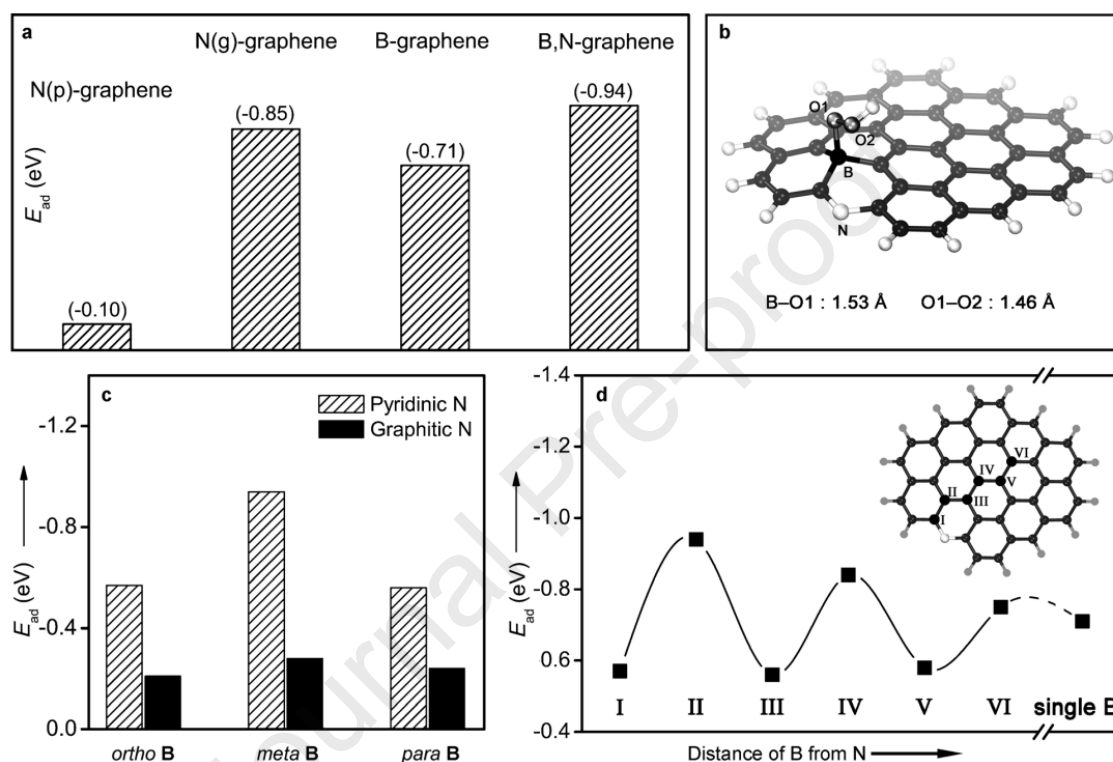 a
N(p)-graphene
N(g)-graphene
B-graphene
B,N-graphene
(-0.10)
(-0.85)
(-0.71)
(-0.94)
E_ad (eV)
b
O1
O2
B
N
B–O1 : 1.53 Å O1–O2 : 1.46 Å
c
Pyridinic N
Graphitic N
-1.2
-0.8
-0.4
0.0
E_ad (eV)
ortho B meta B para B
d
-1.4
-1.2
-1.0
-0.8
0.6
-0.4
E_ad (eV)
VI
IV
V
II
III
I
I II III IV V VI single B
Distance of B from N
Journal Pre-proof